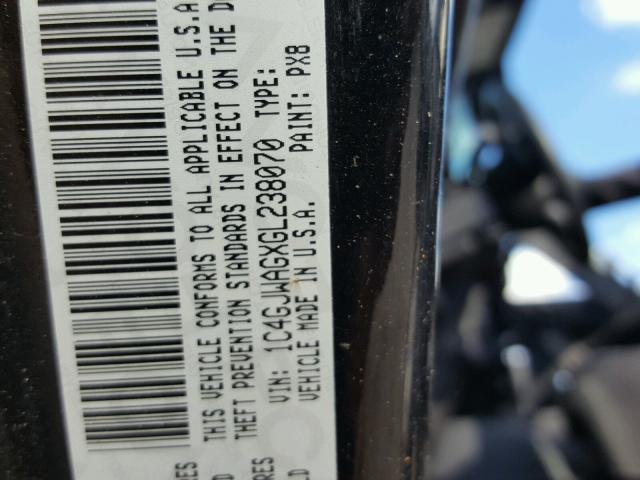 THIS VEHICLE CONFORMS TO ALL APPLICABLE U.S.A
THEFT PREVENTION STANDARDS IN EFFECT ON THE D
VIN: 1C4GJWAGXGL238070 TYPE:
VEHICLE MADE IN U.S.A. PAINT: PX8